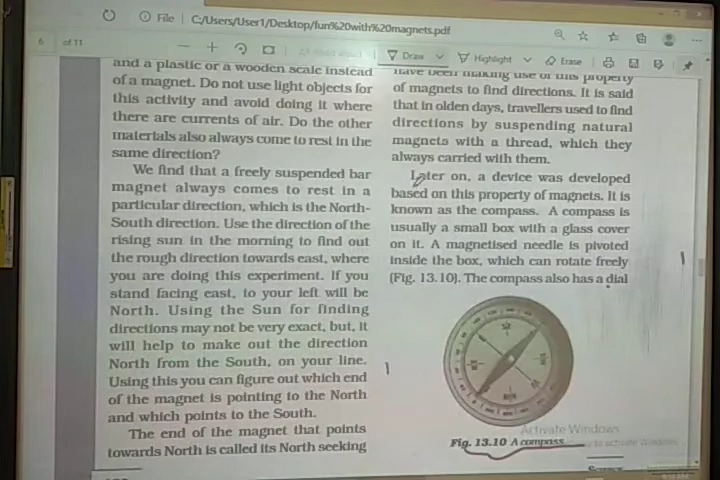 File | C:/Users/User1/Desktop/fun%20with%20magnets.pdf
6 of 11
Draw
Highlight
Erase
and a plastic or a wooden scale instead
of a magnet. Do not use light objects for
this activity and avoid doing it where
there are currents of air. Do the other
materials also always come to rest in the
same direction?
We find that a freely suspended bar
magnet always comes to rest in a
particular direction, which is the North-
South direction. Use the direction of the
rising sun in the morning to find out
the rough direction towards east, where
you are doing this experiment. If you
stand facing east, to your left will be
North. Using the Sun for finding
directions may not be very exact, but, it
will help to make out the direction
North from the South, on your line.
Using this you can figure out which end
of the magnet is pointing to the North
and which points to the South.
The end of the magnet that points
towards North is called its North seeking
have been making use of this property
of magnets to find directions. It is said
that in olden days, travellers used to find
directions by suspending natural
magnets with a thread, which they
always carried with them.
Later on, a device was developed
based on this property of magnets. It is
known as the compass. A compass is
usually a small box with a glass cover
on it. A magnetised needle is pivoted
inside the box, which can rotate freely
(Fig. 13.10). The compass also has a dial
Fig. 13.10 A compass
Activate Windows
to activate Windows
Science